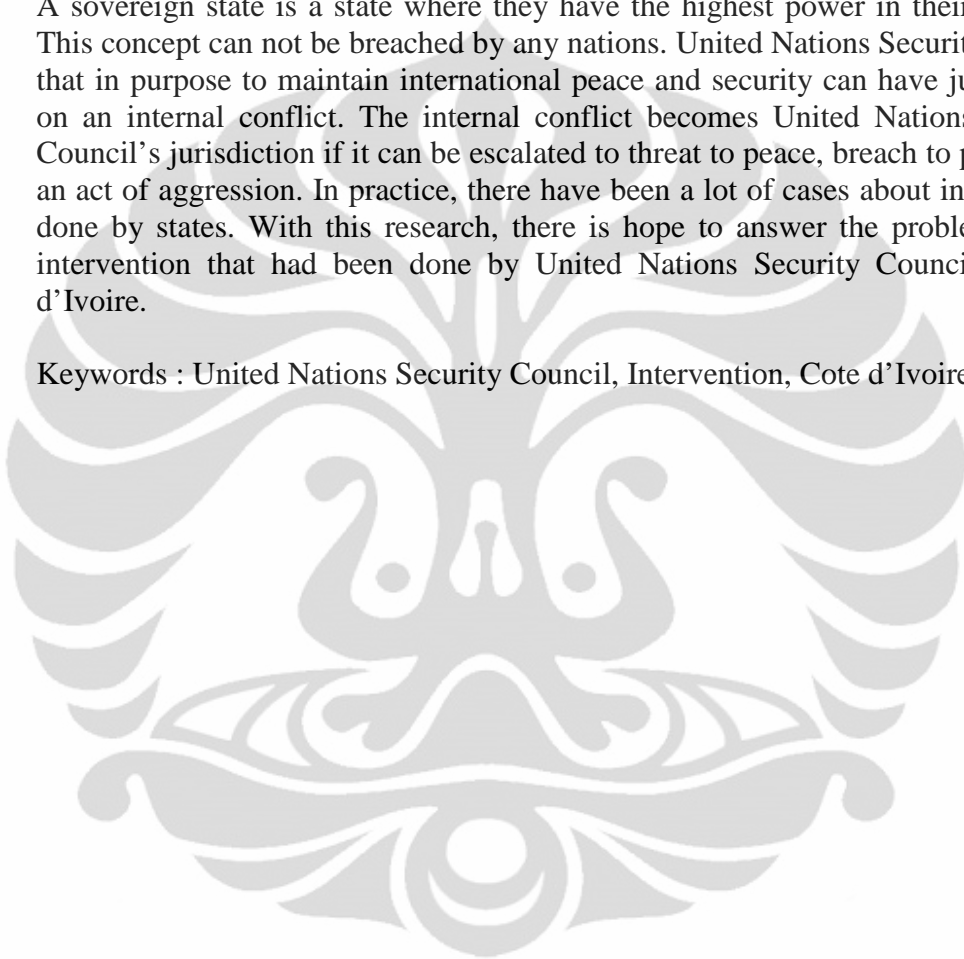 A sovereign state is a state where they have the highest power in their
This concept can not be breached by any nations. United Nations Securit
that in purpose to maintain international peace and security can have ju
on an internal conflict. The internal conflict becomes United Nations
Council’s jurisdiction if it can be escalated to threat to peace, breach to p
an act of aggression. In practice, there have been a lot of cases about in
done by states. With this research, there is hope to answer the proble
intervention that had been done by United Nations Security Counci
d’Ivoire.
Keywords : United Nations Security Council, Intervention, Cote d’Ivoire